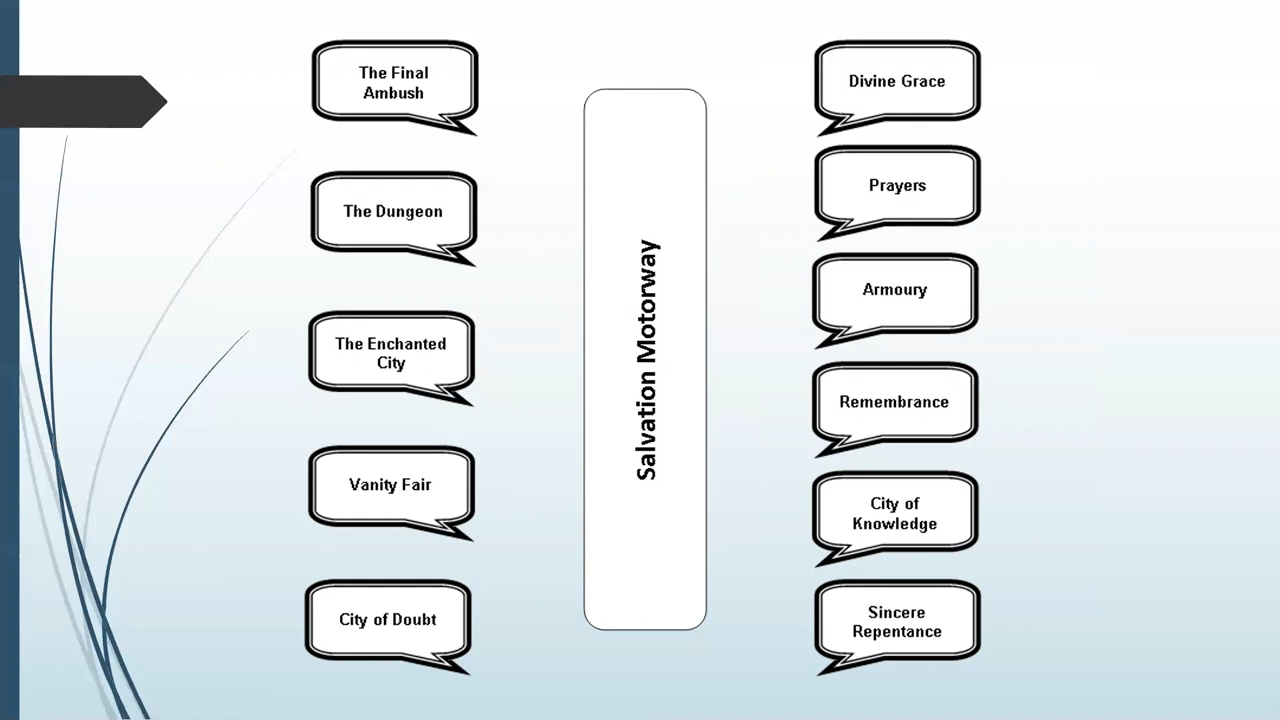 The Final
Ambush
The Dungeon
The Enchanted
City
Vanity Fair
City of Doubt
Salvation Motorway
Divine Grace
Prayers
Armoury
Remembrance
City of
Knowledge
Sincere
Repentance